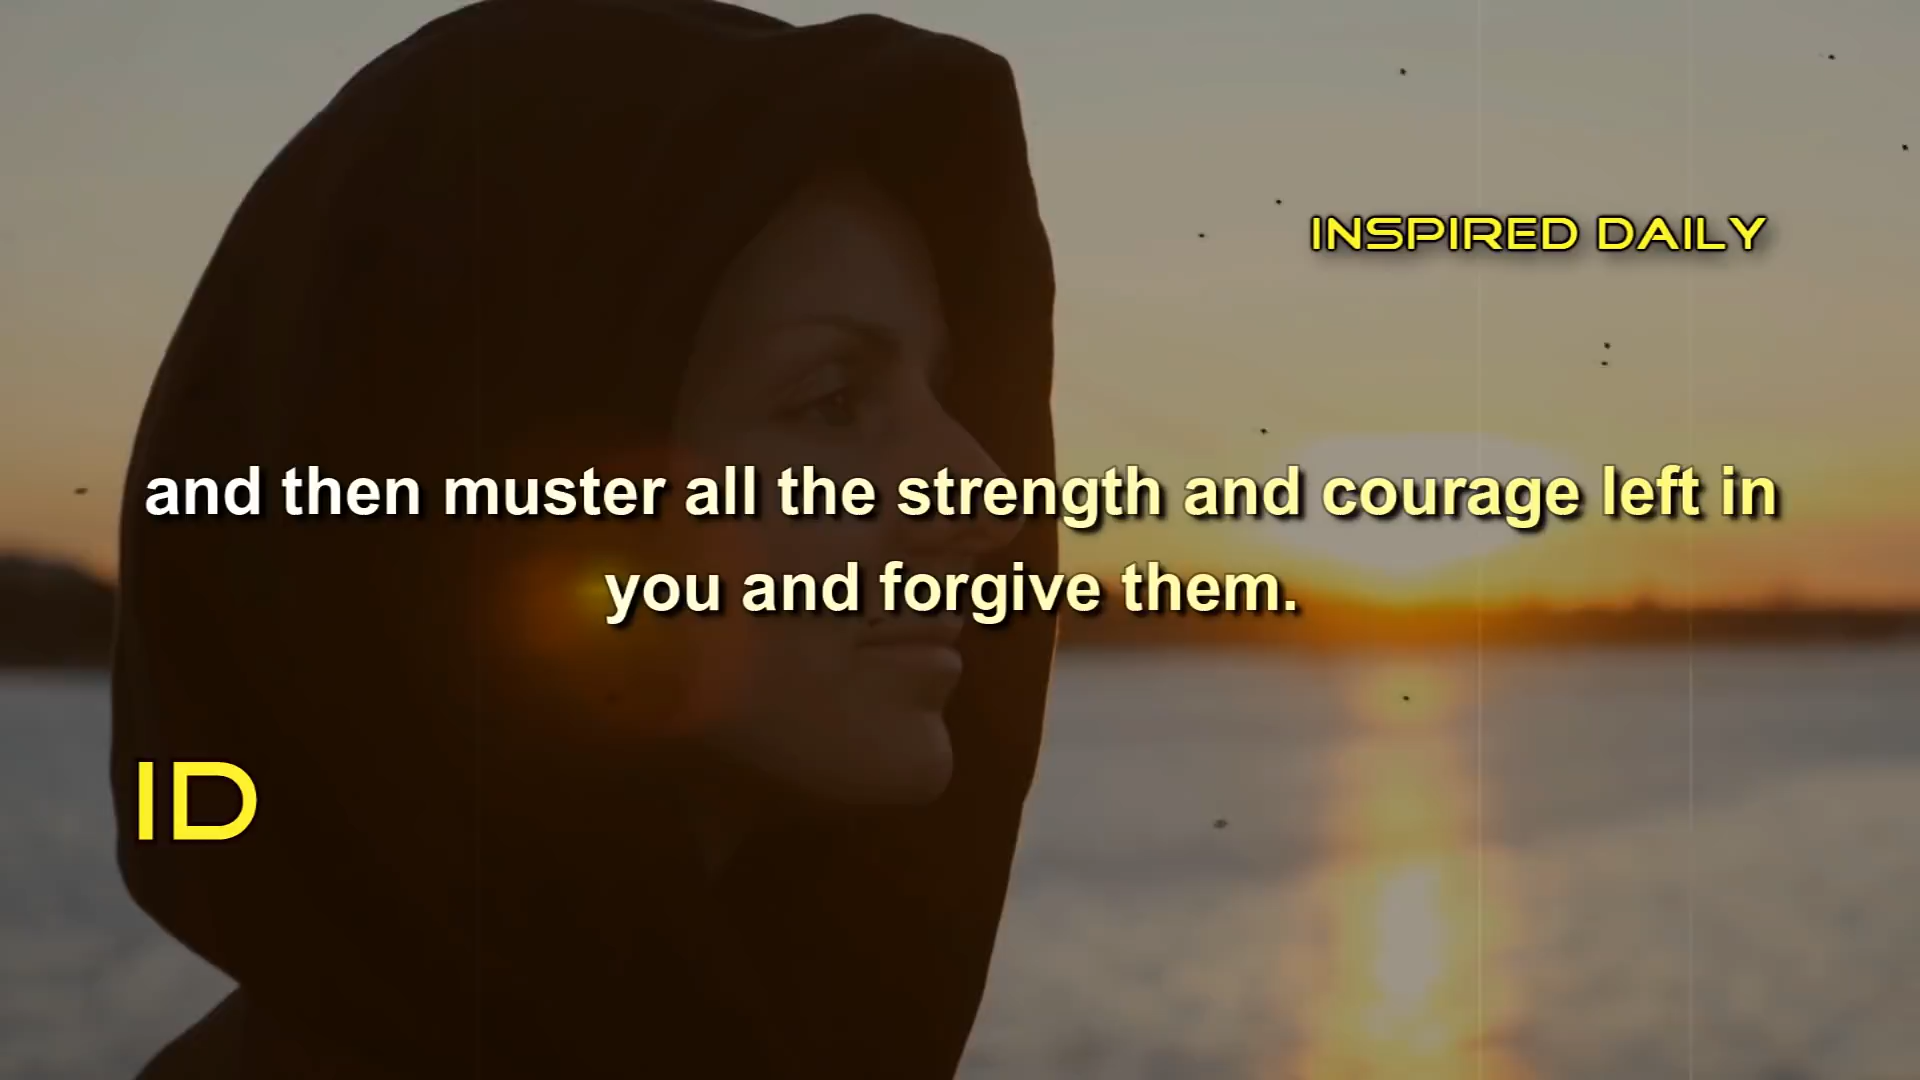 INSPIRED DAILY
and then muster all the strength and courage left in
you and forgive them.
ID